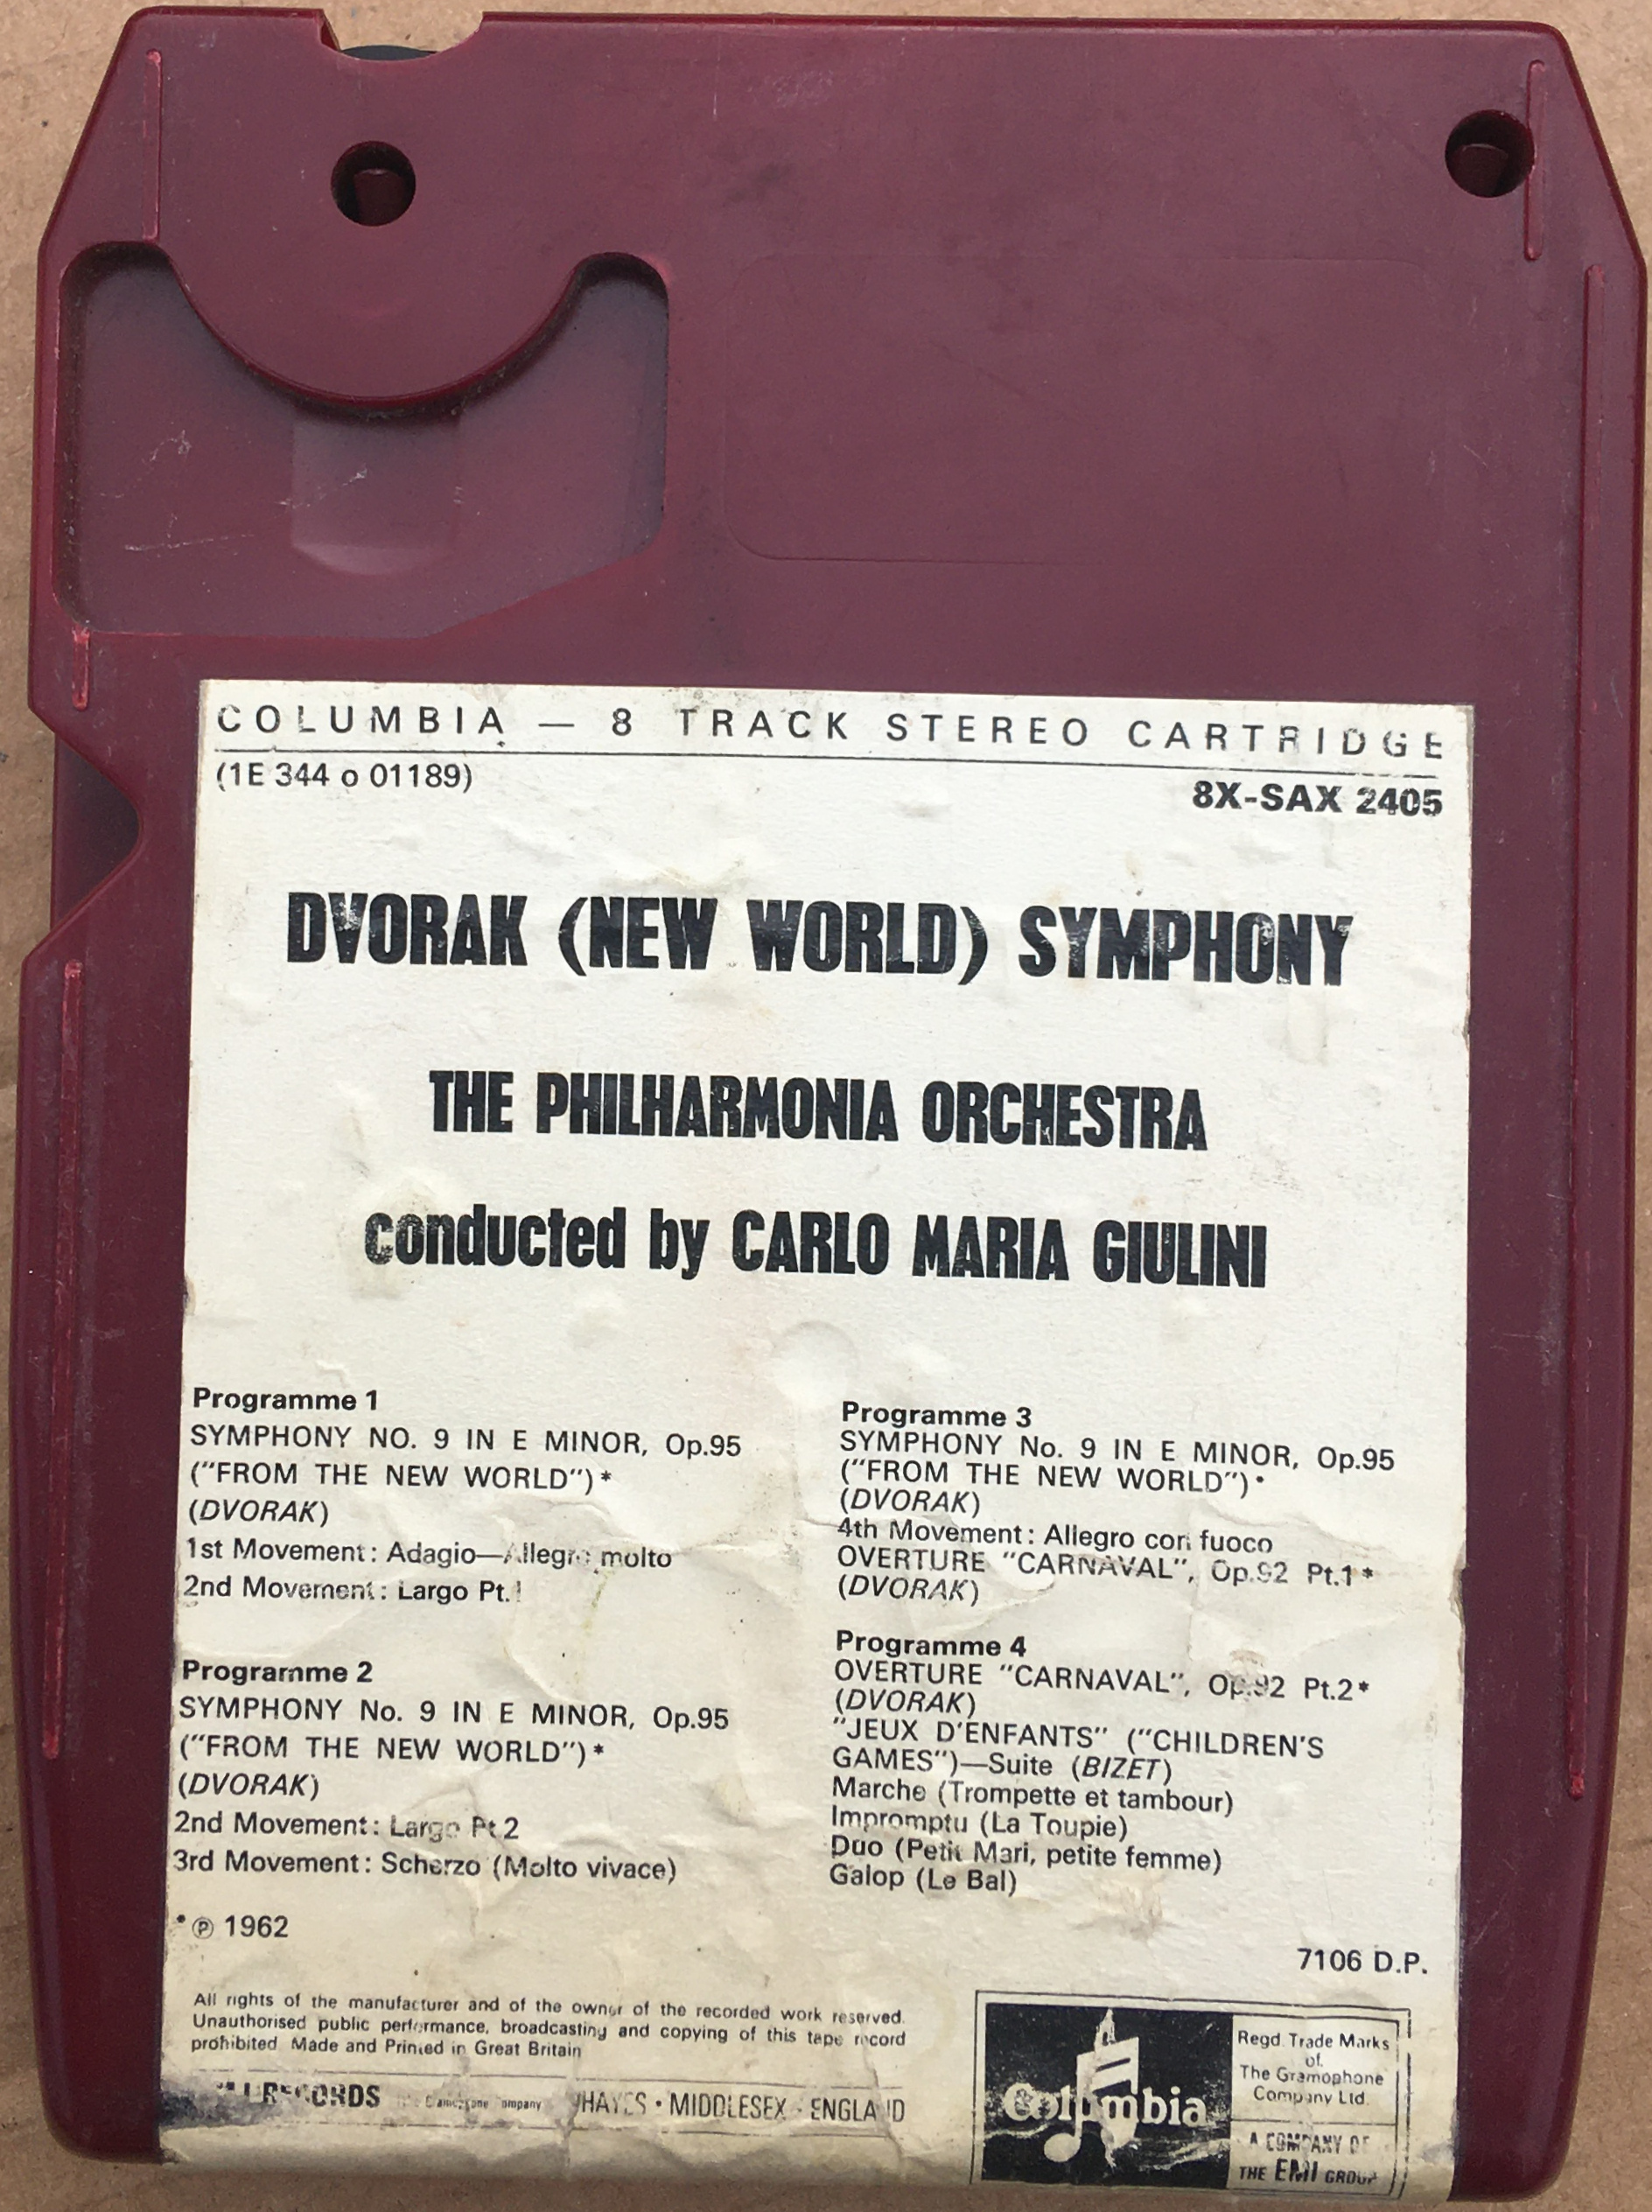 COLUMBIA — 8 TRACK STEREO CARTRIDGE
(1E 344 o 01189)
8X-SAX 2405
DVORAK (NEW WORLD) SYMPHONY
THE PHILHARMONIA ORCHESTRA
conducted by CARLO MARIA GIULINI
Programme 1
SYMPHONY NO. 9 IN E MINOR, Op.95
("FROM THE NEW WORLD")*
(DVORAK)
1st Movement: Adagio—Allegro molto
2nd Movement: Largo Pt.1
Programme 2
SYMPHONY No. 9 IN E MINOR, Op.95
("FROM THE NEW WORLD")*
(DVORAK)
2nd Movement: Largo Pt.2
3rd Movement: Scherzo (Molto vivace)
*℗ 1962
Programme 3
SYMPHONY No. 9 IN E MINOR, Op.95
("FROM THE NEW WORLD")*
(DVORAK)
4th Movement: Allegro con fuoco
OVERTURE "CARNAVAL", Op.92 Pt.1*
(DVORAK)
Programme 4
OVERTURE "CARNAVAL", Op.92 Pt.2*
(DVORAK)
"JEUX D'ENFANTS" ("CHILDREN'S
GAMES")—Suite (BIZET)
Marche (Trompette et tambour)
Impromptu (La Toupie)
Duo (Petit Mari, petite femme)
Galop (Le Bal)
7106 D.P.
All rights of the manufacturer and of the owner of the recorded work reserved.
Unauthorised public performance, broadcasting and copying of this tape record
prohibited. Made and Printed in Great Britain
RECORDS HAYES • MIDDLESEX • ENGLAND
Columbia
Regd. Trade Marks
of.
The Gramophone
Company Ltd.
A COMPANY OF
THE EMI GROUP